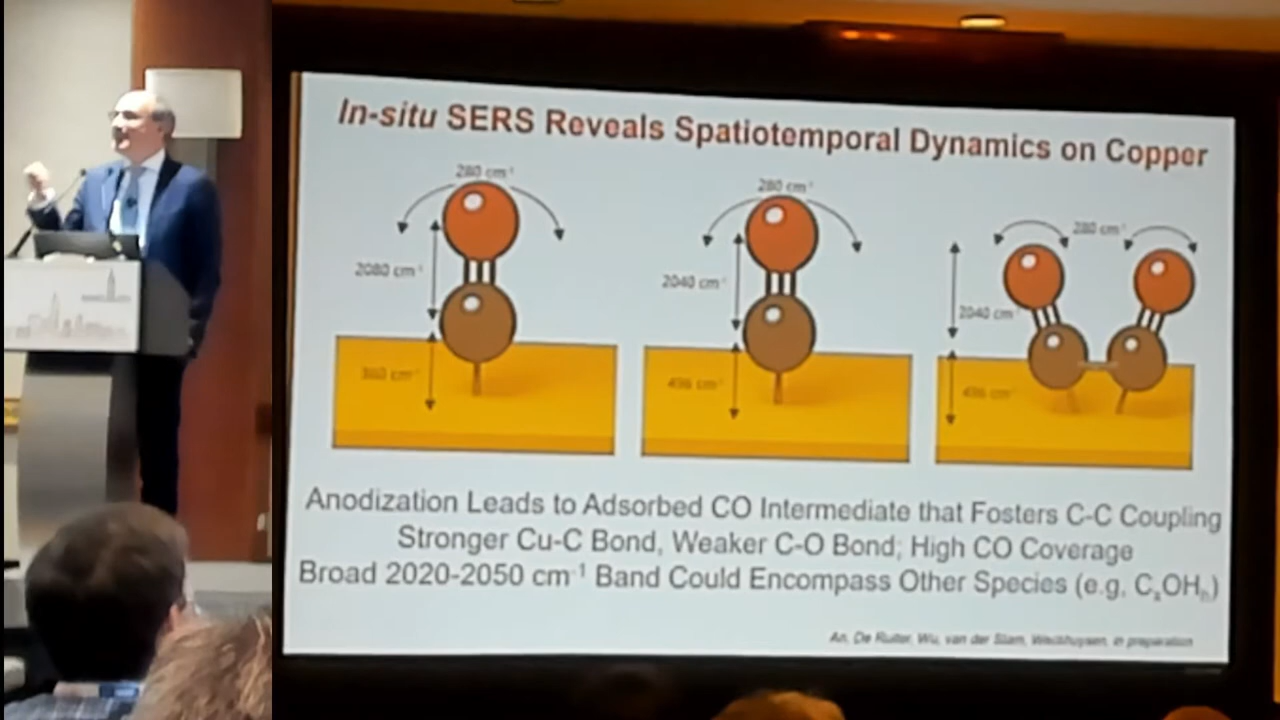 In-situ SERS Reveals Spatiotemporal Dynamics on Copper
280 cm⁻¹
280 cm⁻¹
280 cm⁻¹
2080 cm⁻¹
2040 cm⁻¹
2040 cm⁻¹
360 cm⁻¹
496 cm⁻¹
496 cm⁻¹
Anodization Leads to Adsorbed CO Intermediate that Fosters C-C Coupling
Stronger Cu-C Bond, Weaker C-O Bond; High CO Coverage
Broad 2020-2050 cm⁻¹ Band Could Encompass Other Species (e.g. CₓOHₙ)
An, De Ruiter, Wu, van der Stam, Weckhuysen, in preparation